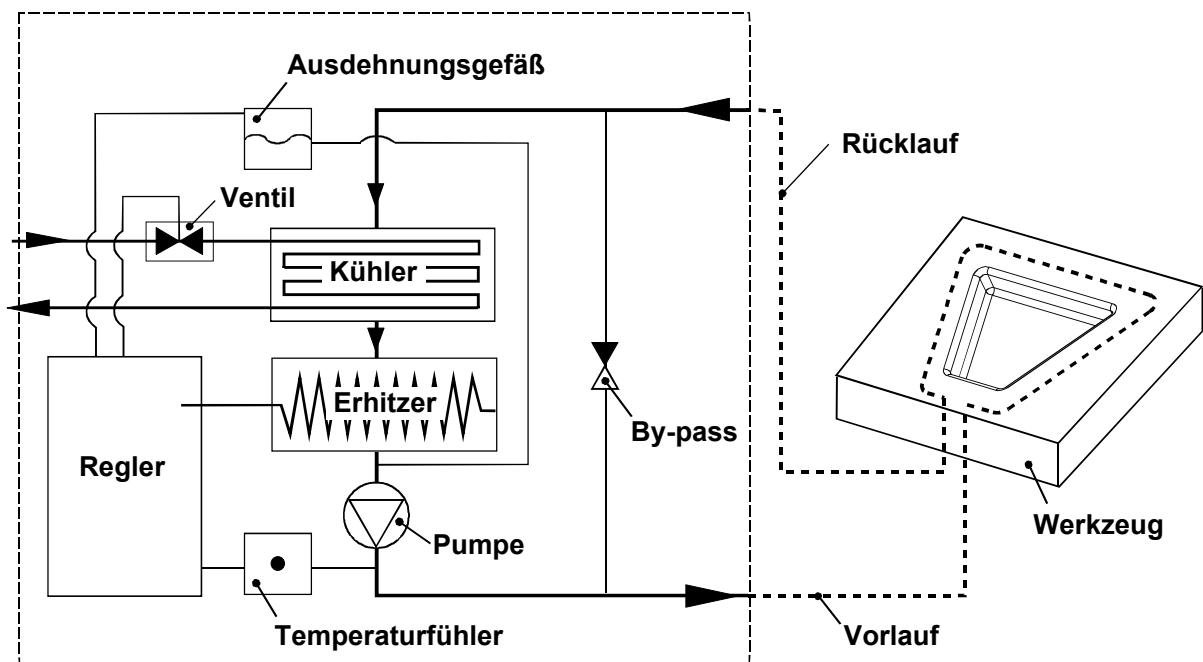 Ausdehnungsgefäß
Rücklauf
Ventil
Kühler
Erhitzer
By-pass
Regler
Pumpe
Werkzeug
Temperaturfühler
Vorlauf